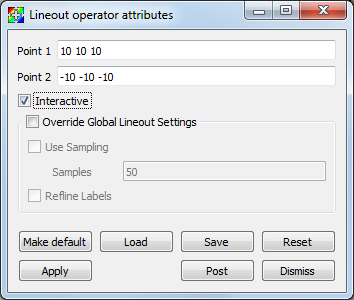 Lineout operator attributes
Point 1 10 10 10
Point 2 -10 -10 -10
Interactive
Override Global Lineout Settings
Use Sampling
Samples 50
Refine Labels
Make default Load Save Reset
Apply Post Dismiss